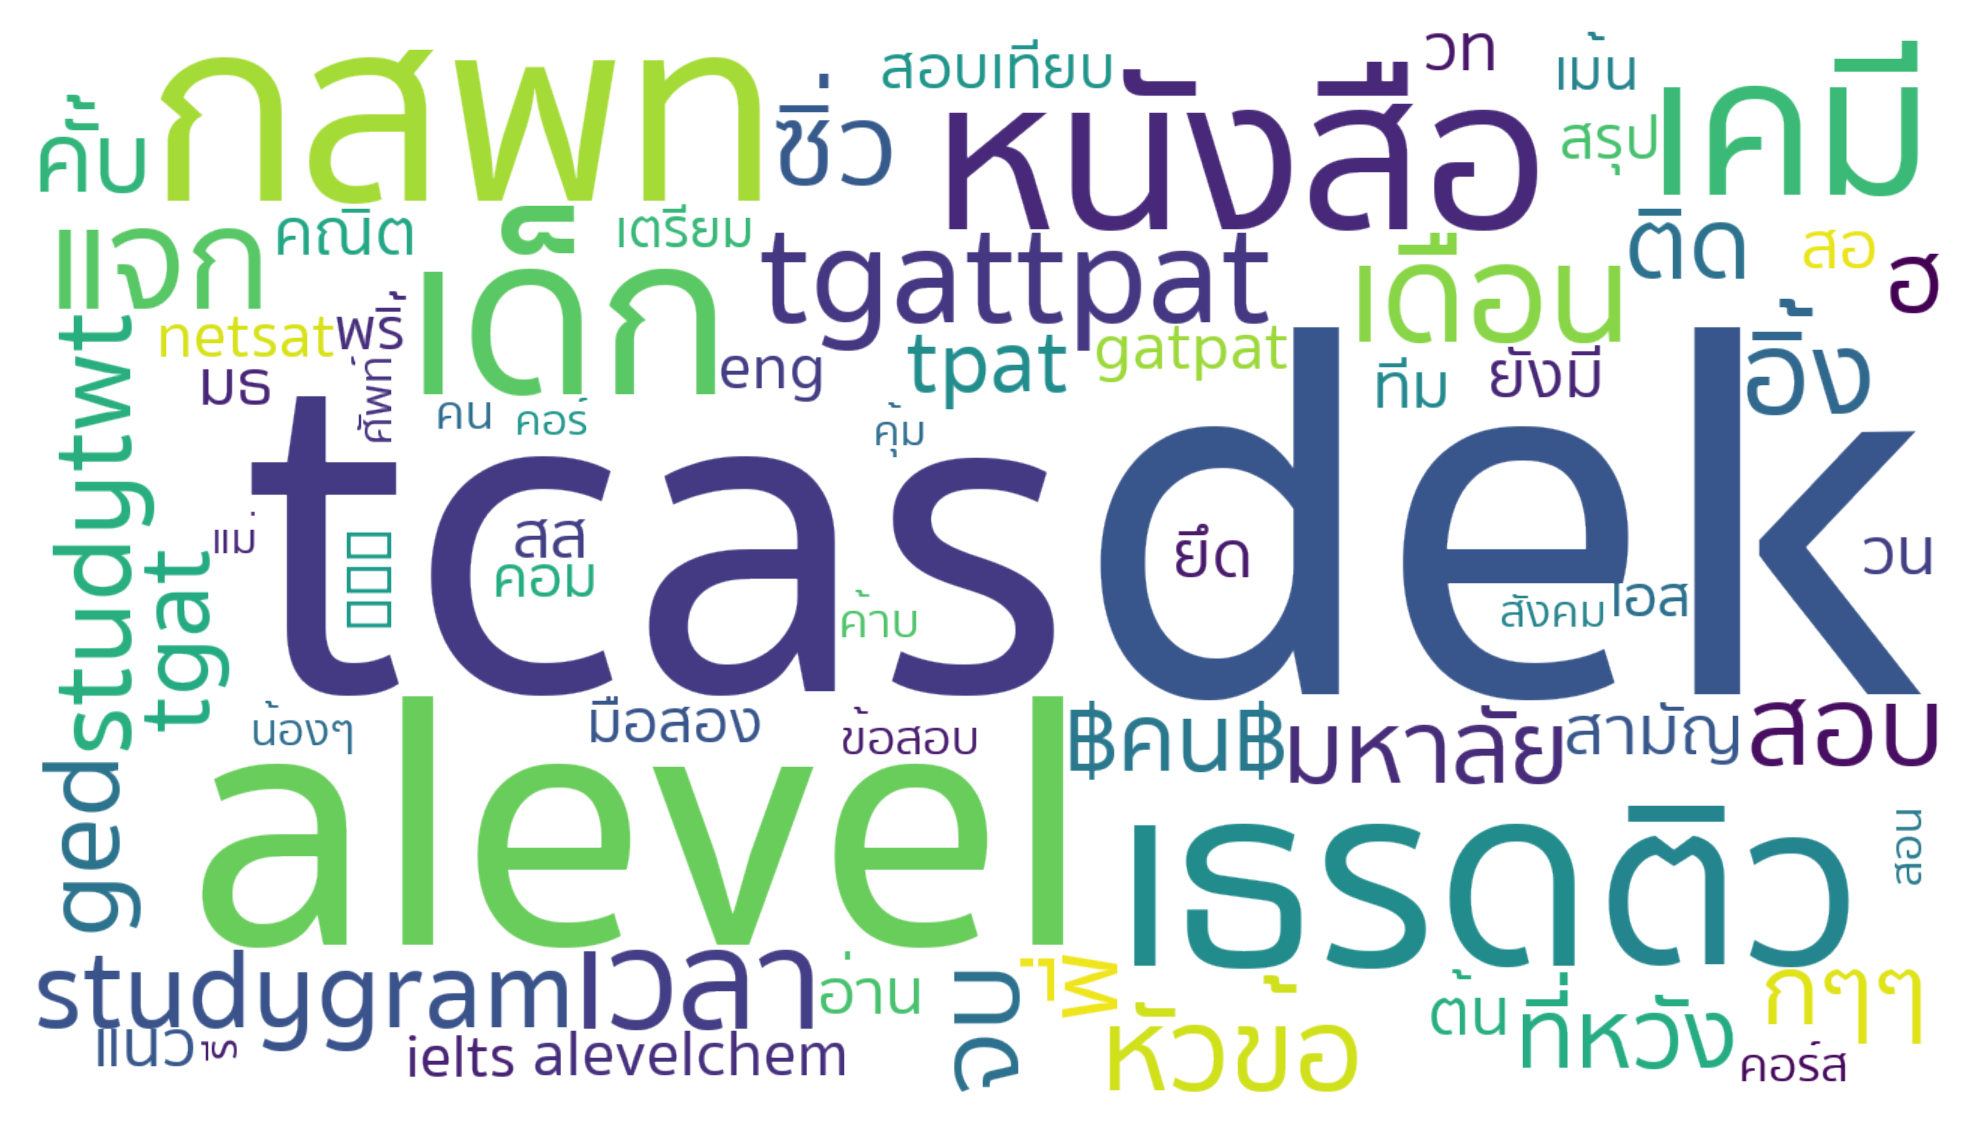 กสพท
คั้บ
ซิ่ว
สอบเทียบ
หนังสือ
วท
เม้น
สรุป
เคมี
แจก
คณิต
เตรียม
เด็ก
tgattpat
เดือน
ติด
สอ
ฮ
netsat
พริ้
มธ
ศัพท์
eng
tpat
gatpat
ทีม
ยังมี
อิ้ง
studytwt
tgat
คน
คอร์
คุ้ม
tcas
dek
แม่
สส
คอม
ค้าบ
ยึด
สังคม
เอส
วน
น้องๆ
มือสอง
ข้อสอบ
฿คน฿
มหาลัย
สามัญ
สอบ
ged
alevel
เธรดติว
สอน
studygram
เวลา
อ่าน
จบ
หัวข้อ
ต้น
ที่หวัง
กๆๆ
แนว
ielts
alevelchem
คอร์ส